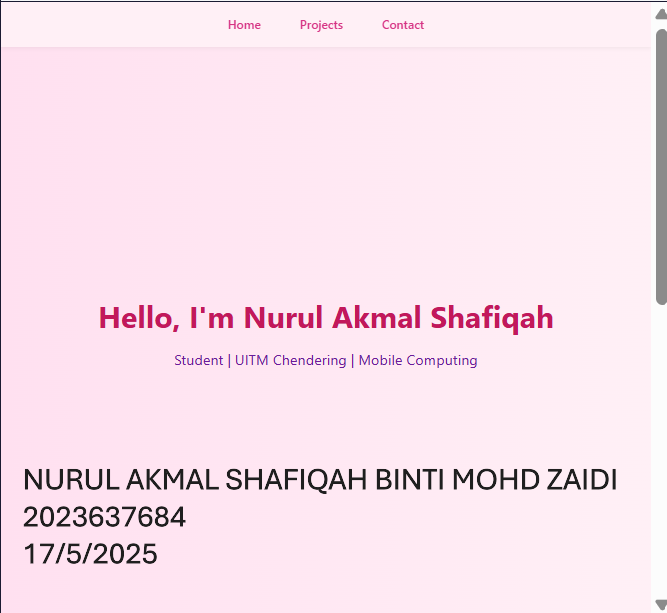 Home Projects Contact
Hello, I'm Nurul Akmal Shafiqah
Student | UITM Chendering | Mobile Computing
NURUL AKMAL SHAFIQAH BINTI MOHD ZAIDI
2023637684
17/5/2025